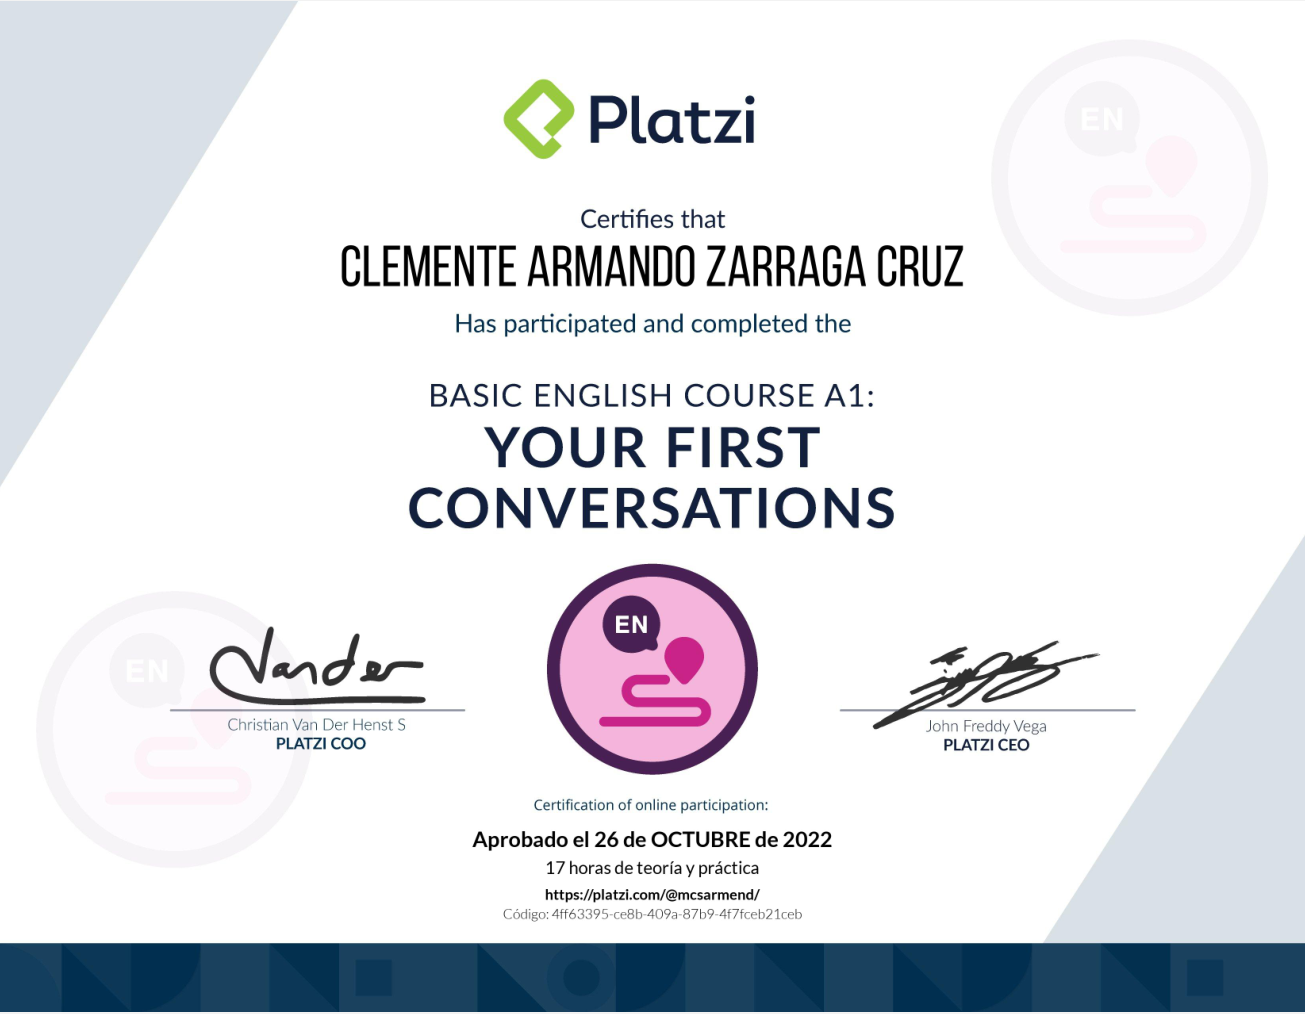 Platzi
EN
Certifies that
CLEMENTE ARMANDO ZARRAGA CRUZ
Has participated and completed the
BASIC ENGLISH COURSE A1:
YOUR FIRST
CONVERSATIONS
EN
EN
Vander
Christian Van Der Henst S
PLATZI COO
John Freddy Vega
PLATZI CEO
Certification of online participation:
Aprobado el 26 de OCTUBRE de 2022
17 horas de teoría y práctica
https://platzi.com/@mcsarmend/
Código: 4ff63395-ce8b-409a-87b9-4f7fceb21ceb